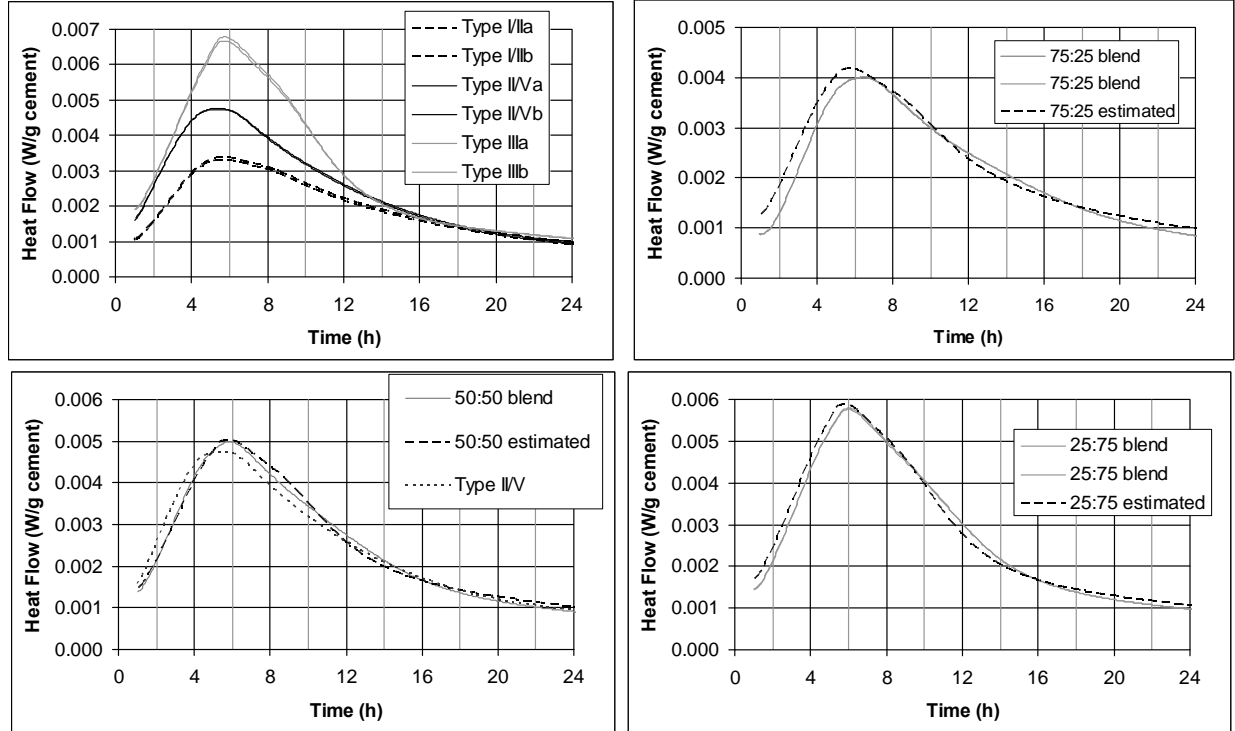 Heat Flow (W/g cement)
0.007
0.006
0.005
0.004
0.003
0.002
0.001
0.000
0 4 8 12 16 20 24
Time (h)
Type I/IIa
Type I/IIb
Type II/Va
Type II/Vb
Type IIIa
Type IIIb
Heat Flow (W/g cement)
0.005
0.004
0.003
0.002
0.001
0.000
0 4 8 12 16 20 24
Time (h)
75:25 blend
75:25 blend
75:25 estimated
Heat Flow (W/g cement)
0.006
0.005
0.004
0.003
0.002
0.001
0.000
0 4 8 12 16 20 24
Time (h)
50:50 blend
50:50 estimated
Type II/V
Heat Flow (W/g cement)
0.006
0.005
0.004
0.003
0.002
0.001
0.000
0 4 8 12 16 20 24
Time (h)
25:75 blend
25:75 blend
25:75 estimated